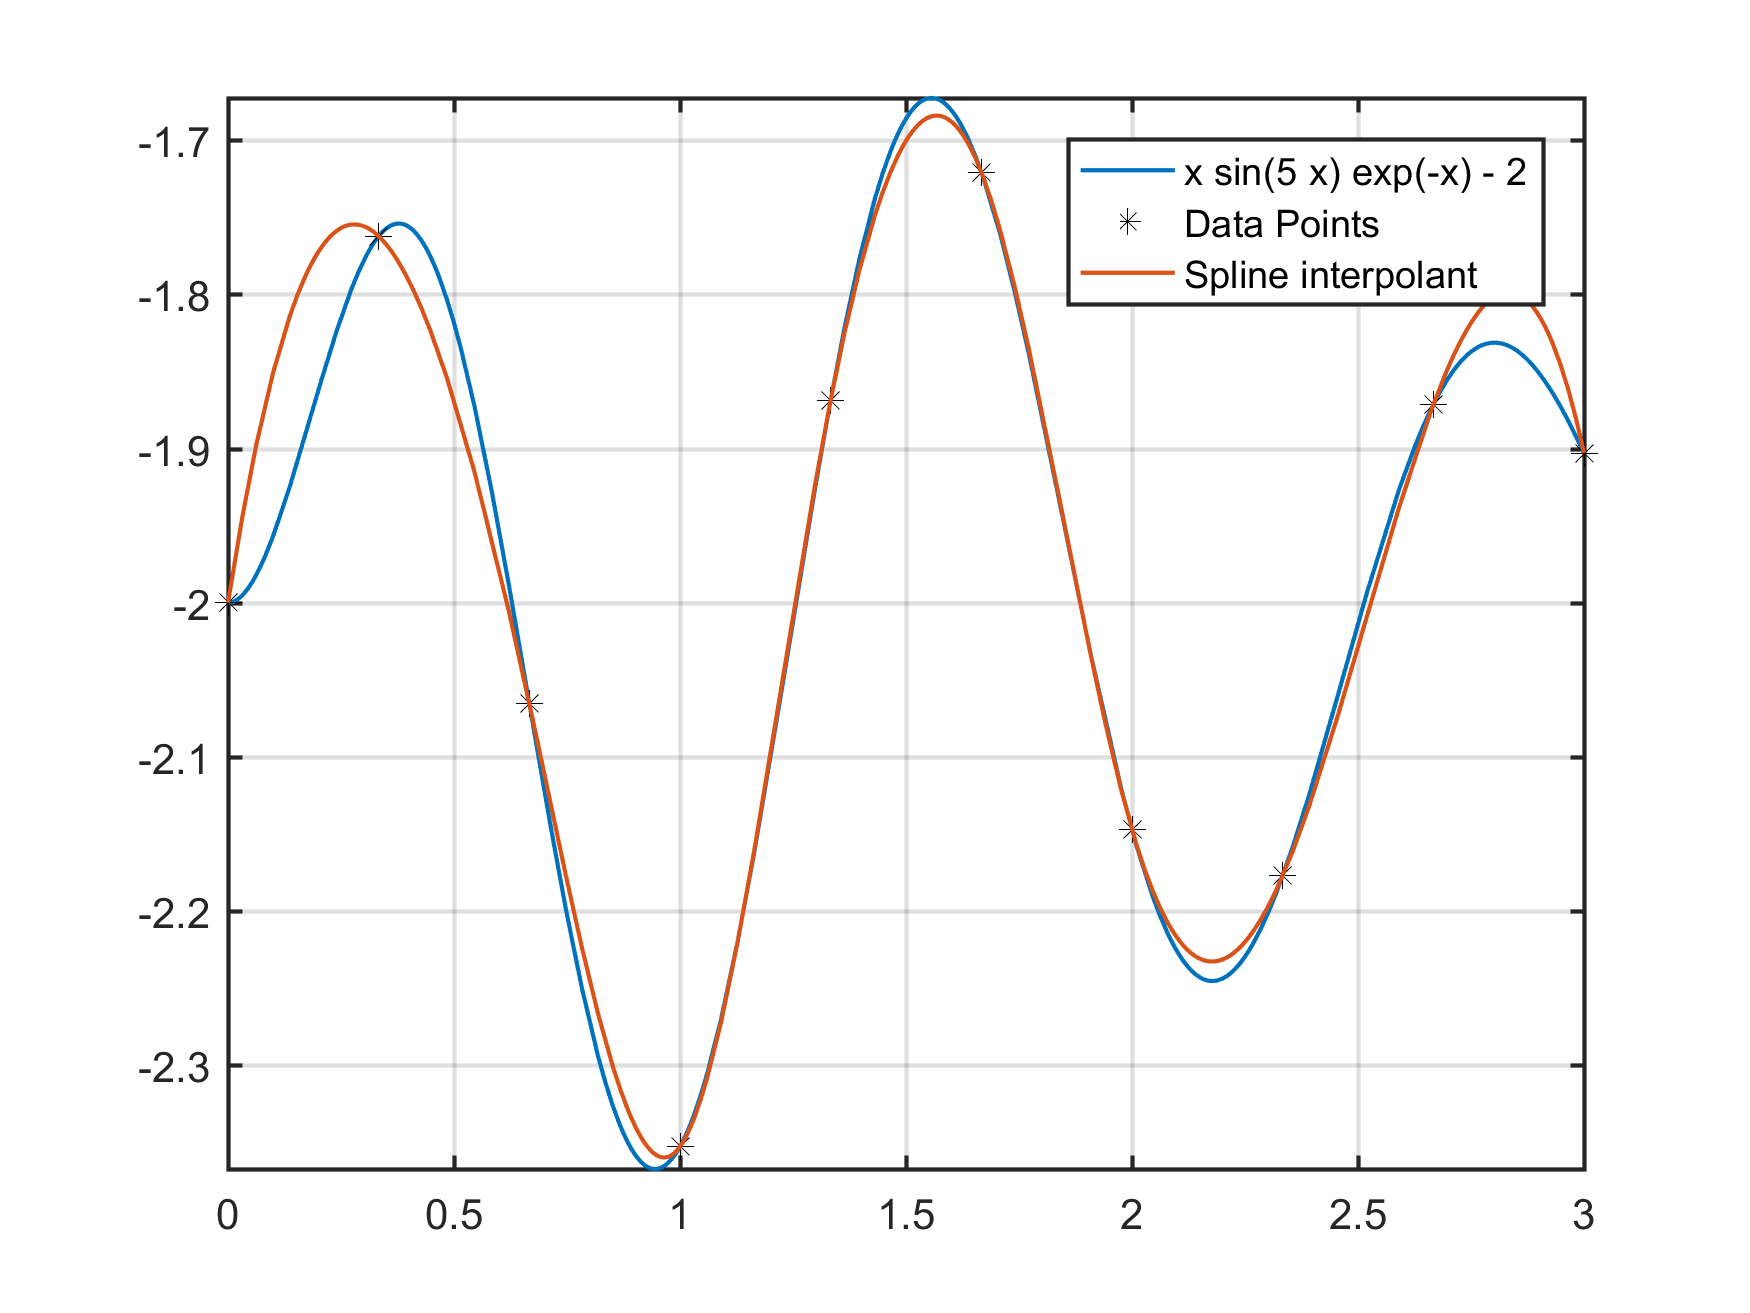 -1.7
-1.8
-1.9
-2
-2.1
-2.2
-2.3
x sin(5 x) exp(-x) - 2
Data Points
Spline interpolant
0 0.5 1 1.5 2 2.5 3